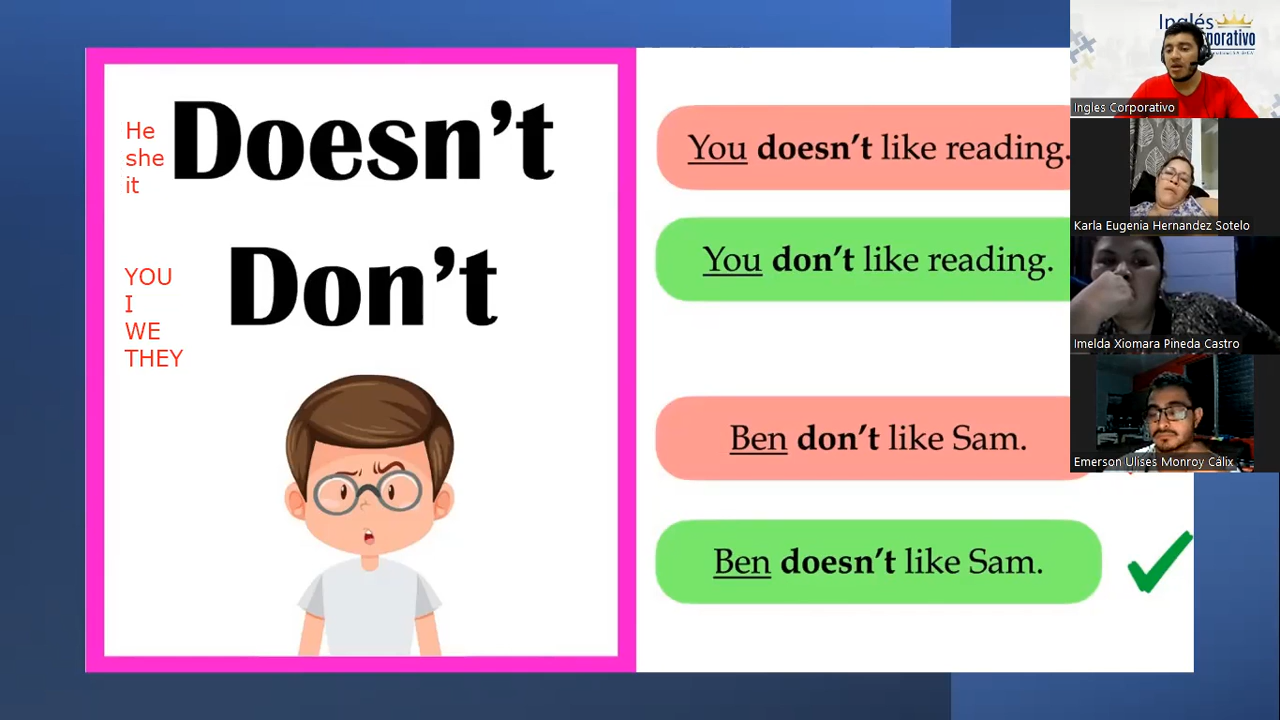 He
she
it
Doesn't
YOU
I
WE
THEY
Don't
You doesn't like reading.
You don't like reading.
Ben don't like Sam.
Ben doesn't like Sam.
Inglés
Ingles Corporativo
Karla Eugenia Hernandez Sotelo
Imelda Xiomara Pineda Castro
Emerson Ulises Monroy Cálix